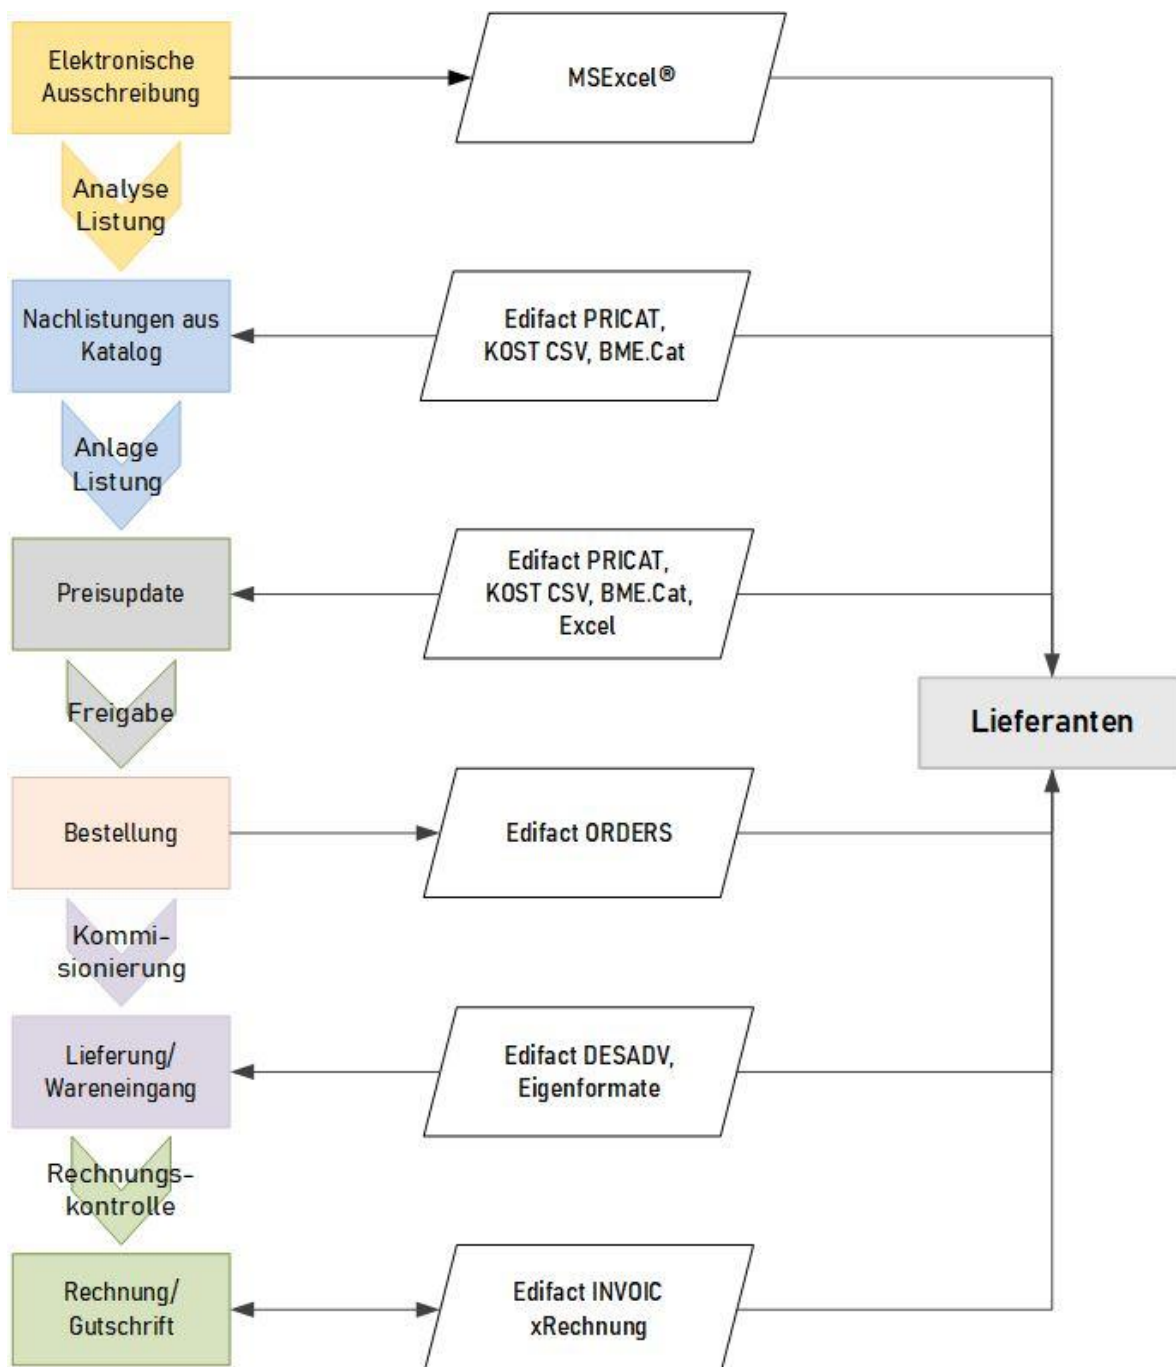 Elektronische
Ausschreibung
MSExcel®
Analyse
Listung
Nachlistungen aus
Katalog
Edifact PRICAT,
KOST CSV, BME.Cat
Anlage
Listung
Preisupdate
Edifact PRICAT,
KOST CSV, BME.Cat,
Excel
Freigabe
Lieferanten
Bestellung
Edifact ORDERS
Kommi-
sionierung
Lieferung/
Wareneingang
Edifact DESADV,
Eigenformate
Rechnungs-
kontrolle
Rechnung/
Gutschrift
Edifact INVOIC
xRechnung